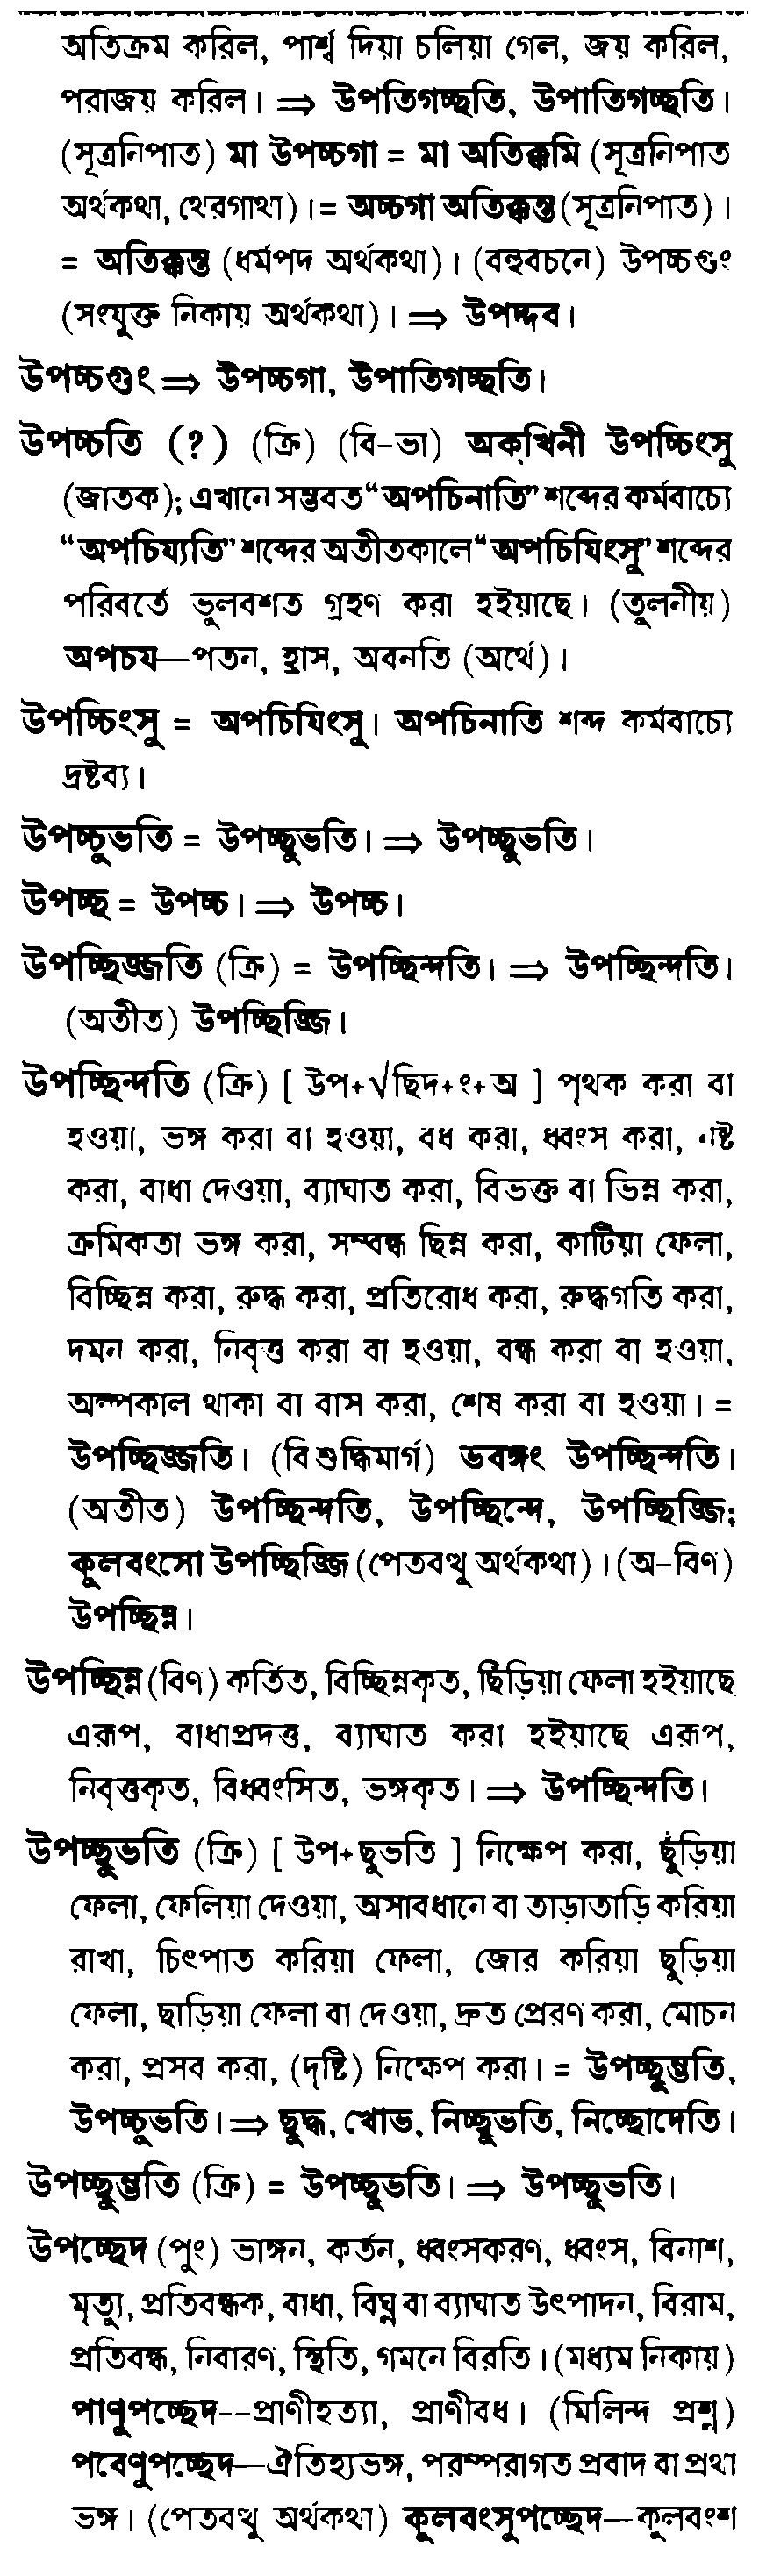 অতিক্রম করিল, পার্শ্ব দিয়া চলিয়া গেল, জয় করিল,
পরাজয় করিল। ⇒ উপতিগচ্ছতি, উপাতিগচ্ছতি।
(সূত্রনিপাত) মা উপচ্চগা = মা অতিক্কমি (সূত্রনিপাত
অর্থকথা, থেরগাথা)। = অচ্চগা অতিক্কন্ত (সূত্রনিপাত)।
= অতিক্কন্ত (ধর্মপদ অর্থকথা)। (বহুবচনে) উপচ্চগুং
(সংযুক্ত নিকায় অর্থকথা)। ⇒ উপদ্দব।
উপচ্চগুং ⇒ উপচ্চগা, উপাতিগচ্ছতি।
উপচ্চতি (?) (ক্রি) (বি-ভা) অকখিনী উপচ্চিংসু
(জাতক); এখানে সম্ভবত “অপচিনাতি” শব্দের কর্মবাচ্যে
“অপচিয্যতি” শব্দের অতীতকালে “অপচিযিংসু” শব্দের
পরিবর্তে ভুলবশত গ্রহণ করা হইয়াছে। (তুলনীয়)
অপচয—পতন, হ্রাস, অবনতি (অর্থে)।
উপচ্চিংসু = অপচিযিংসু। অপচিনাতি শব্দ কর্মবাচ্যে
দ্রষ্টব্য।
উপচ্চুভতি = উপচ্ছুভতি। ⇒ উপচ্ছুভতি।
উপচ্ছ = উপচ্চ। ⇒ উপচ্চ।
উপচ্ছিজ্জতি (ক্রি) = উপচ্ছিন্দতি। ⇒ উপচ্ছিন্দতি।
(অতীত) উপচ্ছিজ্জি।
উপচ্ছিন্দতি (ক্রি) [ উপ+√ছিদ+ং+অ ] পৃথক করা বা
হওয়া, ভঙ্গ করা বা হওয়া, বধ করা, ধ্বংস করা, নষ্ট
করা, বাধা দেওয়া, ব্যাঘাত করা, বিভক্ত বা ভিন্ন করা,
ক্রমিকতা ভঙ্গ করা, সম্বন্ধ ছিন্ন করা, কাটিয়া ফেলা,
বিচ্ছিন্ন করা, রুদ্ধ করা, প্রতিরোধ করা, রুদ্ধগতি করা,
দমন করা, নিবৃত্ত করা বা হওয়া, বন্ধ করা বা হওয়া,
অল্পকাল থাকা বা বাস করা, শেষ করা বা হওয়া। =
উপচ্ছিজ্জতি। (বিশুদ্ধিমার্গ) ভবঙ্গং উপচ্ছিন্দতি।
(অতীত) উপচ্ছিন্দতি, উপচ্ছিন্দে, উপচ্ছিজ্জি;
কূলবংসো উপচ্ছিজ্জি (পেতবত্থু অর্থকথা)। (অ-বিণ)
উপচ্ছিন্ন।
উপচ্ছিন্ন (বিণ) কর্তিত, বিচ্ছিন্নকৃত, ছিঁড়িয়া ফেলা হইয়াছে
এরূপ, বাধাপ্রদত্ত, ব্যাঘাত করা হইয়াছে এরূপ,
নিবৃত্তকৃত, বিধ্বংসিত, ভঙ্গকৃত। ⇒ উপচ্ছিন্দতি।
উপচ্ছুভতি (ক্রি) [ উপ+ছুভতি ] নিক্ষেপ করা, ছুঁড়িয়া
ফেলা, ফেলিয়া দেওয়া, অসাবধানে বা তাড়াতাড়ি করিয়া
রাখা, চিৎপাত করিয়া ফেলা, জোর করিয়া ছুড়িয়া
ফেলা, ছাড়িয়া ফেলা বা দেওয়া, দ্রুত প্রেরণ করা, মোচন
করা, প্রসব করা, (দৃষ্টি) নিক্ষেপ করা। = উপচ্ছুম্ভতি,
উপচ্চুভতি। ⇒ ছুদ্ধ, খোভ, নিচ্ছুভতি, নিচ্ছোদেতি।
উপচ্ছুম্ভতি (ক্রি) = উপচ্ছুভতি। ⇒ উপচ্ছুভতি।
উপচ্ছেদ (পুং) ভাঙ্গন, কর্তন, ধ্বংসকরণ, ধ্বংস, বিনাশ,
মৃত্যু, প্রতিবন্ধক, বাধা, বিঘ্ন বা ব্যাঘাত উৎপাদন, বিরাম,
প্রতিবন্ধ, নিবারণ, স্থিতি, গমনে বিরতি। (মধ্যম নিকায়)
পাণুপচ্ছেদ--প্রাণীহত্যা, প্রাণীবধ। (মিলিন্দ প্রশ্ন)
পবেণুপচ্ছেদ—ঐতিহ্যভঙ্গ, পরম্পরাগত প্রবাদ বা প্রথা
ভঙ্গ। (পেতবত্থু অর্থকথা) কূলবংসুপচ্ছেদ—কূলবংশ